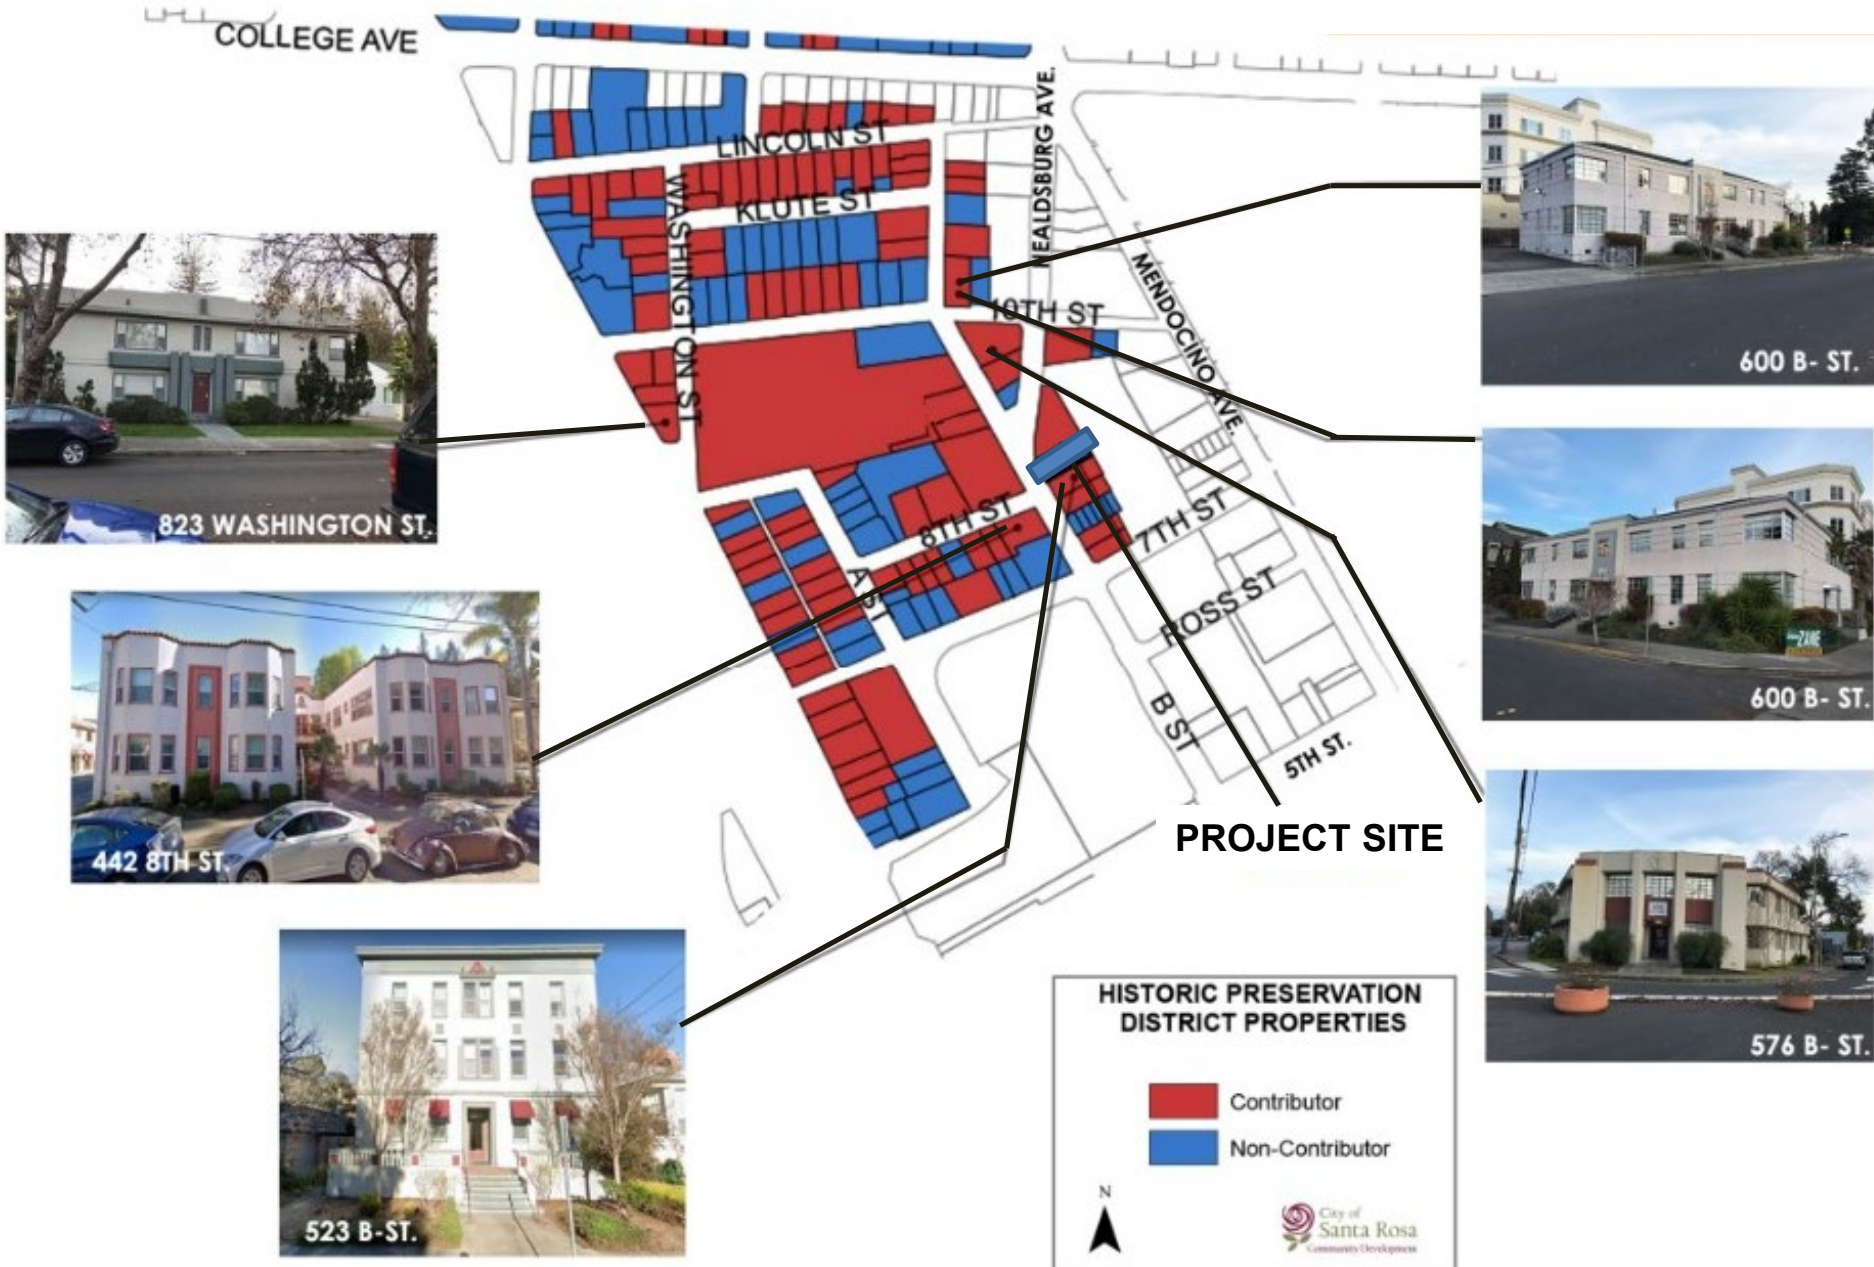 COLLEGE AVE
LINCOLN ST
KLUTE ST
WASHINGTON ST
HEALDSBURG AVE.
MENDOCINO AVE.
10TH ST
8TH ST
A ST
7TH ST
ROSS ST
B ST
5TH ST.
PROJECT SITE
823 WASHINGTON ST.
442 8TH ST.
523 B-ST.
600 B- ST.
600 B- ST.
576 B- ST.
HISTORIC PRESERVATION
DISTRICT PROPERTIES
Contributor
Non-Contributor
N
City of
Santa Rosa
Community Development